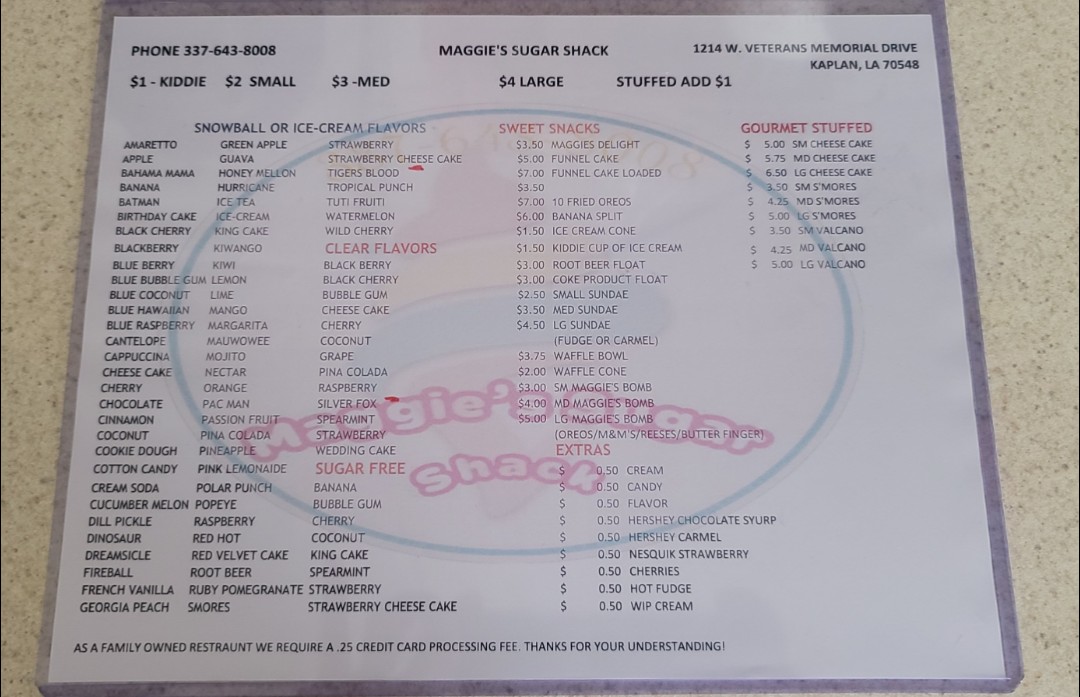 PHONE 337-643-8008
MAGGIE'S SUGAR SHACK
1214 W. VETERANS MEMORIAL DRIVE
KAPLAN, LA 70548
$1 - KIDDIE $2 SMALL $3 -MED $4 LARGE STUFFED ADD $1
SNOWBALL OR ICE-CREAM FLAVORS
AMARETTO
APPLE
BAHAMA MAMA
BANANA
BATMAN
BIRTHDAY CAKE
BLACK CHERRY
BLACKBERRY
BLUE BERRY
BLUE BUBBLE GUM
BLUE COCONUT
BLUE HAWAIIAN
BLUE RASPBERRY
CANTELOPE
CAPPUCCINA
CHEESE CAKE
CHERRY
CHOCOLATE
CINNAMON
COCONUT
COOKIE DOUGH
COTTON CANDY
CREAM SODA
CUCUMBER MELON
DILL PICKLE
DINOSAUR
DREAMSICLE
FIREBALL
FRENCH VANILLA
GEORGIA PEACH
GREEN APPLE
GUAVA
HONEY MELLON
HURRICANE
ICE TEA
ICE-CREAM
KING CAKE
KIWANGO
KIWI
LEMON
LIME
MANGO
MARGARITA
MAUWOWEE
MOJITO
NECTAR
ORANGE
PAC MAN
PASSION FRUIT
PINA COLADA
PINEAPPLE
PINK LEMONAIDE
POLAR PUNCH
POPEYE
RASPBERRY
RED HOT
RED VELVET CAKE
ROOT BEER
RUBY POMEGRANATE
SMORES
STRAWBERRY
STRAWBERRY CHEESE CAKE
TIGERS BLOOD
TROPICAL PUNCH
TUTI FRUITI
WATERMELON
WILD CHERRY
CLEAR FLAVORS
BLACK BERRY
BLACK CHERRY
BUBBLE GUM
CHEESE CAKE
CHERRY
COCONUT
GRAPE
PINA COLADA
RASPBERRY
SILVER FOX
SPEARMINT
STRAWBERRY
WEDDING CAKE
SUGAR FREE
BANANA
BUBBLE GUM
CHERRY
COCONUT
KING CAKE
SPEARMINT
STRAWBERRY
STRAWBERRY CHEESE CAKE
SWEET SNACKS
$3.50 MAGGIES DELIGHT
$5.00 FUNNEL CAKE
$7.00 FUNNEL CAKE LOADED
$3.50
$7.00 10 FRIED OREOS
$6.00 BANANA SPLIT
$1.50 ICE CREAM CONE
$1.50 KIDDIE CUP OF ICE CREAM
$3.00 ROOT BEER FLOAT
$3.00 COKE PRODUCT FLOAT
$2.50 SMALL SUNDAE
$3.50 MED SUNDAE
$4.50 LG SUNDAE
(FUDGE OR CARMEL)
$3.75 WAFFLE BOWL
$2.00 WAFFLE CONE
$3.00 SM MAGGIE'S BOMB
$4.00 MD MAGGIE'S BOMB
$5.00 LG MAGGIE'S BOMB
(OREOS/M&M'S/REESES/BUTTER FINGER)
EXTRAS
$ 0.50 CREAM
$ 0.50 CANDY
$ 0.50 FLAVOR
$ 0.50 HERSHEY CHOCOLATE SYURP
$ 0.50 HERSHEY CARMEL
$ 0.50 NESQUIK STRAWBERRY
$ 0.50 CHERRIES
$ 0.50 HOT FUDGE
$ 0.50 WIP CREAM
GOURMET STUFFED
$ 5.00 SM CHEESE CAKE
$ 5.75 MD CHEESE CAKE
$ 6.50 LG CHEESE CAKE
$ 3.50 SM S'MORES
$ 4.25 MD S'MORES
$ 5.00 LG S'MORES
$ 3.50 SM VALCANO
$ 4.25 MD VALCANO
$ 5.00 LG VALCANO
Maggie's Sugar
Shack
AS A FAMILY OWNED RESTRAUNT WE REQUIRE A .25 CREDIT CARD PROCESSING FEE. THANKS FOR YOUR UNDERSTANDING!